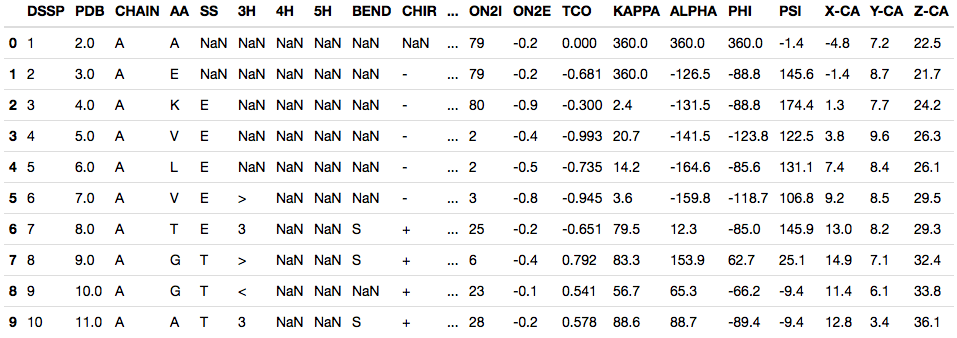 DSSP PDB CHAIN AA SS 3H 4H 5H BEND CHIR ... ON2I ON2E TCO KAPPA ALPHA PHI PSI X-CA Y-CA Z-CA
0 1 2.0 A A NaN NaN NaN NaN NaN NaN ... 79 -0.2 0.000 360.0 360.0 360.0 -1.4 -4.8 7.2 22.5
1 2 3.0 A E NaN NaN NaN NaN NaN - ... 79 -0.2 -0.681 360.0 -126.5 -88.8 145.6 -1.4 8.7 21.7
2 3 4.0 A K E NaN NaN NaN NaN - ... 80 -0.9 -0.300 2.4 -131.5 -88.8 174.4 1.3 7.7 24.2
3 4 5.0 A V E NaN NaN NaN NaN - ... 2 -0.4 -0.993 20.7 -141.5 -123.8 122.5 3.8 9.6 26.3
4 5 6.0 A L E NaN NaN NaN NaN - ... 2 -0.5 -0.735 14.2 -164.6 -85.6 131.1 7.4 8.4 26.1
5 6 7.0 A V E > NaN NaN NaN - ... 3 -0.8 -0.945 3.6 -159.8 -118.7 106.8 9.2 8.5 29.5
6 7 8.0 A T E 3 NaN NaN S + ... 25 -0.2 -0.651 79.5 12.3 -85.0 145.9 13.0 8.2 29.3
7 8 9.0 A G T > NaN NaN S + ... 6 -0.4 0.792 83.3 153.9 62.7 25.1 14.9 7.1 32.4
8 9 10.0 A G T < NaN NaN NaN + ... 23 -0.1 0.541 56.7 65.3 -66.2 -9.4 11.4 6.1 33.8
9 10 11.0 A A T 3 NaN NaN S + ... 28 -0.2 0.578 88.6 88.7 -89.4 -9.4 12.8 3.4 36.1